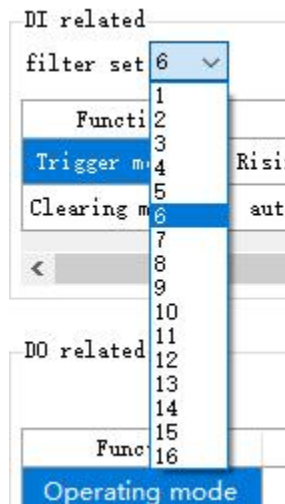 DI related
filter set 6
1
Functi 2
3
Trigger m 4 Risi
5
Clearing m 6 aut
7
8
9
10
11
DO related 12
13
14
15
Func 16
Operating mode